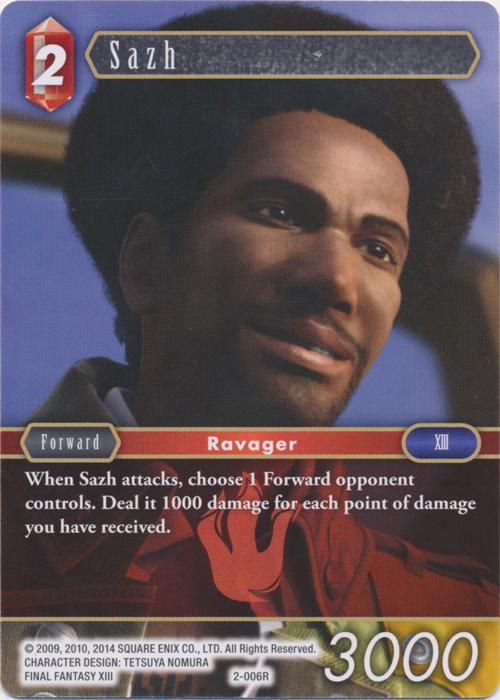 2
Sazh
Forward
Ravager
XIII
When Sazh attacks, choose 1 Forward opponent
controls. Deal it 1000 damage for each point of damage
you have received.
© 2009, 2010, 2014 SQUARE ENIX CO., LTD. All Rights Reserved.
CHARACTER DESIGN: TETSUYA NOMURA
FINAL FANTASY XIII
2-006R
3000